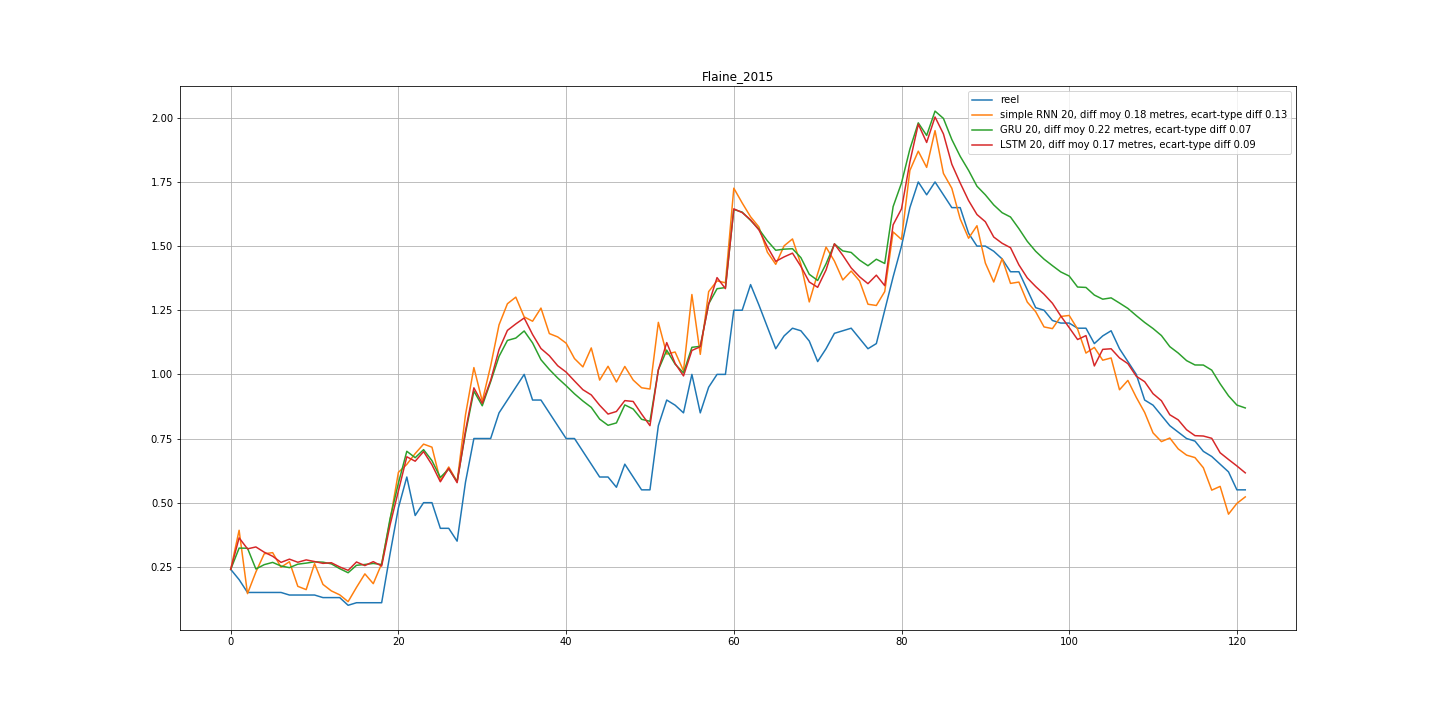 Flaine_2015
reel
simple RNN 20, diff moy 0.18 metres, ecart-type diff 0.13
GRU 20, diff moy 0.22 metres, ecart-type diff 0.07
LSTM 20, diff moy 0.17 metres, ecart-type diff 0.09
2.00
1.75
1.50
1.25
1.00
0.75
0.50
0.25
0 20 40 60 80 100 120